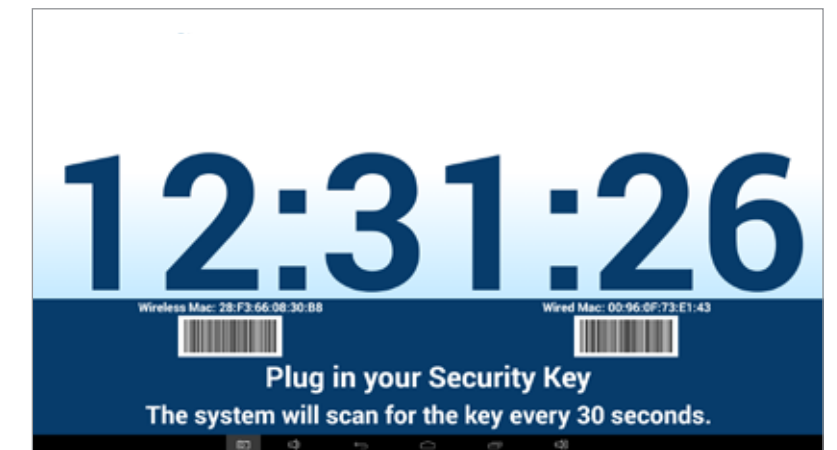 12:31:26
Wireless Mac: 28:F3:66:08:30:B8
Wired Mac: 00:96:0F:73:E1:43
Plug in your Security Key
The system will scan for the key every 30 seconds.